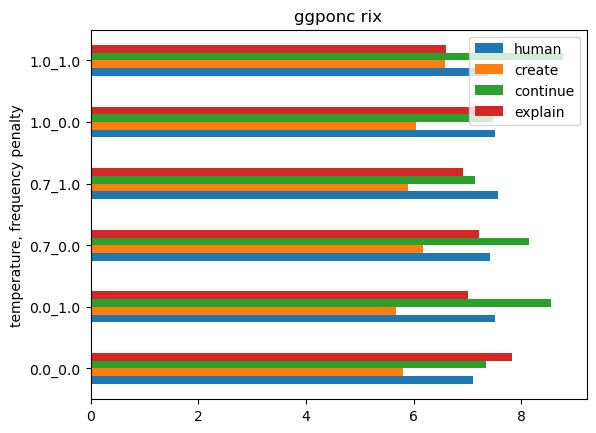 ggponc rix
human
create
continue
explain
temperature, frequency penalty
1.0_1.0
1.0_0.0
0.7_1.0
0.7_0.0
0.0_1.0
0.0_0.0
0 2 4 6 8